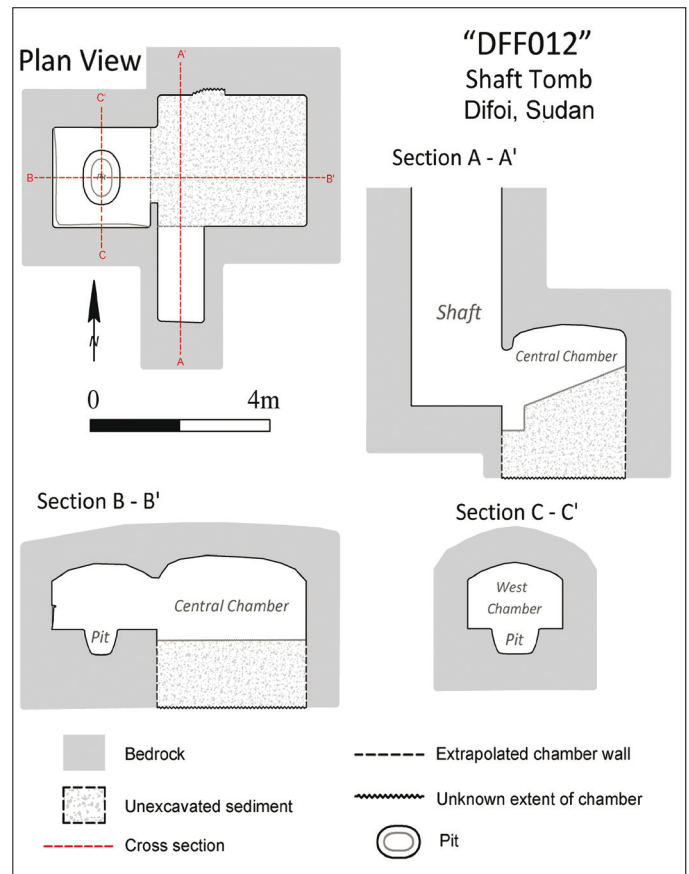 Plan View
"DFF012"
Shaft Tomb
Difoi, Sudan
A'
C'
B
Pit
B'
C
A
N
0 4m
Section A - A'
Shaft
Central Chamber
Section B - B'
Pit
Central Chamber
Section C - C'
West
Chamber
Pit
Bedrock
Unexcavated sediment
Cross section
Extrapolated chamber wall
Unknown extent of chamber
Pit